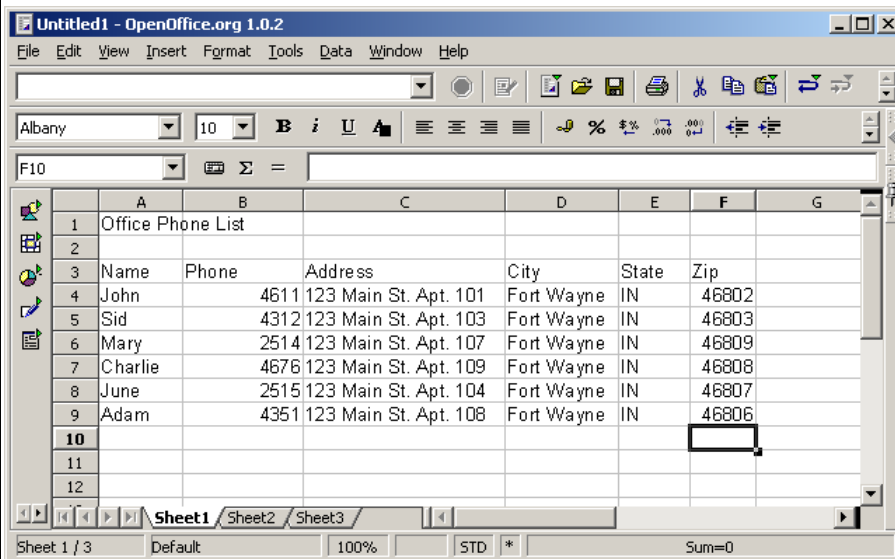 Untitled1 - OpenOffice.org 1.0.2
File Edit View Insert Format Tools Data Window Help
Albany 10 B i U A $% .000 .000
F10 Σ =
A B C D E F G
1 Office Phone List
2
3 Name Phone Address City State Zip
4 John 4611 123 Main St. Apt. 101 Fort Wayne IN 46802
5 Sid 4312 123 Main St. Apt. 103 Fort Wayne IN 46803
6 Mary 2514 123 Main St. Apt. 107 Fort Wayne IN 46809
7 Charlie 4676 123 Main St. Apt. 109 Fort Wayne IN 46808
8 June 2515 123 Main St. Apt. 104 Fort Wayne IN 46807
9 Adam 4351 123 Main St. Apt. 108 Fort Wayne IN 46806
10
11
12
Sheet1 Sheet2 Sheet3
Sheet 1 / 3 Default 100% STD * Sum=0